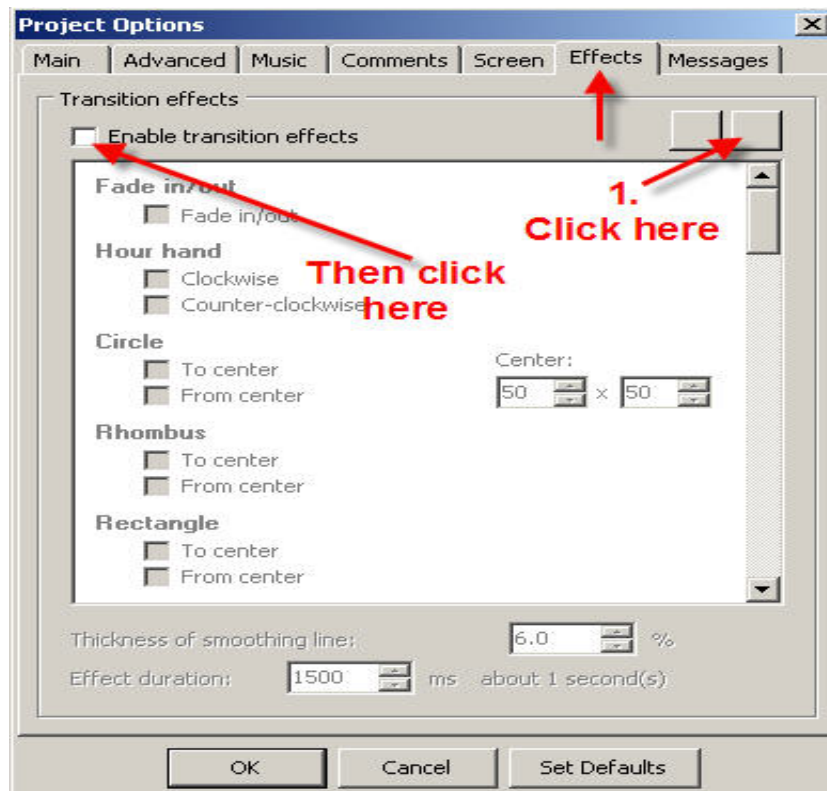 Project Options
Main Advanced Music Comments Screen Effects Messages
Transition effects
Enable transition effects
Fade in/out
Fade in/out
1.
Click here
Hour hand
Then click
here
Clockwise
Counter-clockwise
Circle
To center
From center
Center:
50 x 50
Rhombus
To center
From center
Rectangle
To center
From center
Thickness of smoothing line: 6.0 %
Effect duration: 1500 ms about 1 second(s)
OK Cancel Set Defaults